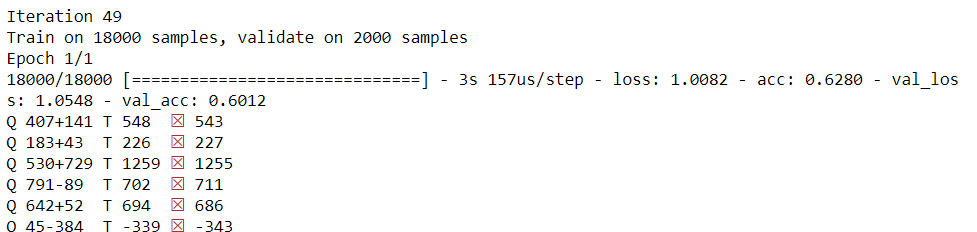 Iteration 49
Train on 18000 samples, validate on 2000 samples
Epoch 1/1
18000/18000 [==============================] - 3s 157us/step - loss: 1.0082 - acc: 0.6280 - val_los
s: 1.0548 - val_acc: 0.6012
Q 407+141 T 548 ☒ 543
Q 183+43 T 226 ☒ 227
Q 530+729 T 1259 ☒ 1255
Q 791-89 T 702 ☒ 711
Q 642+52 T 694 ☒ 686
Q 45-384 T -339 ☒ -343